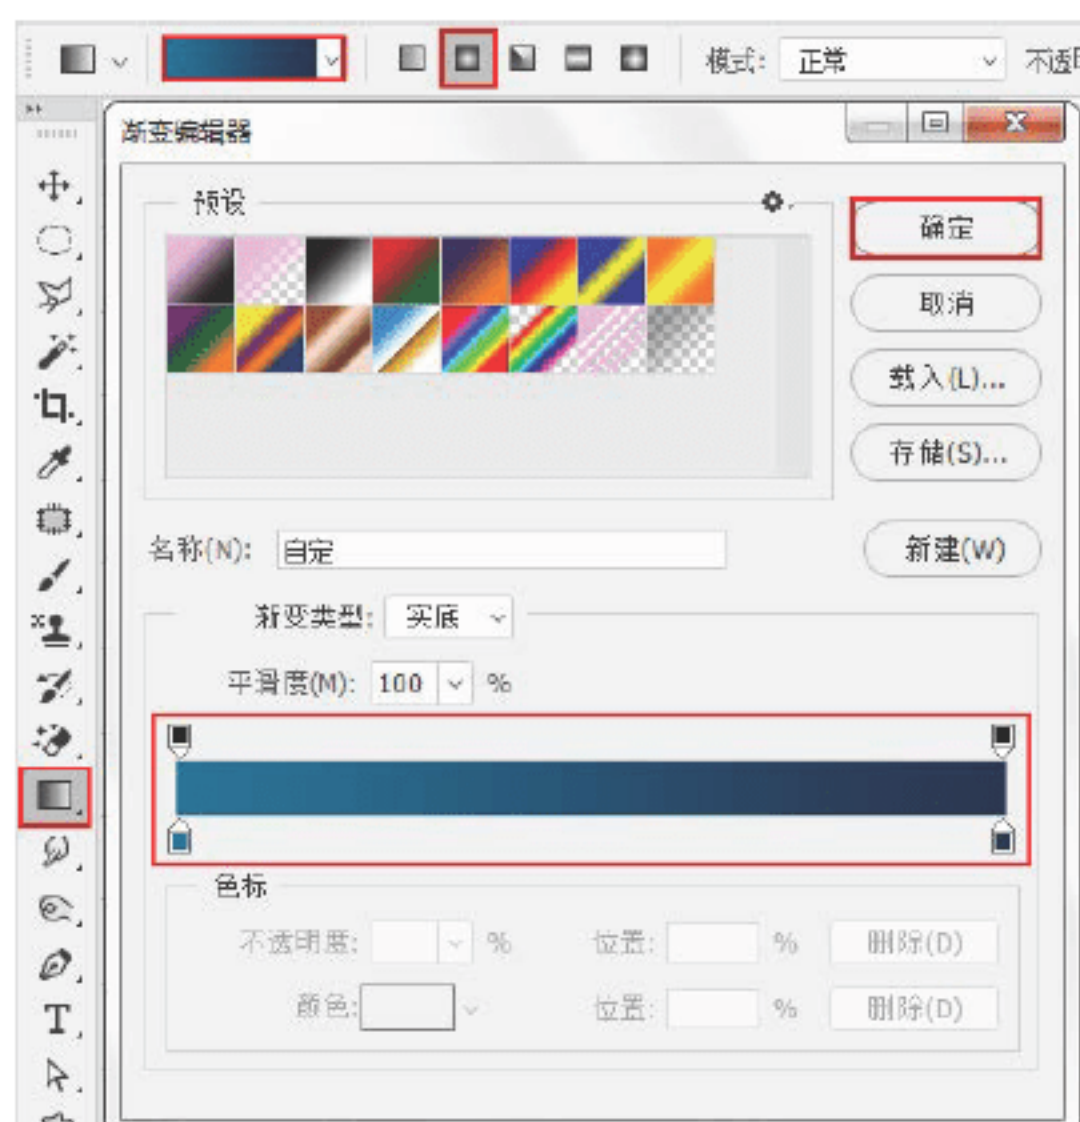 模式: 正常 不透明
渐变编辑器
预设
确定
取消
载入(L)...
存储(S)...
名称(N): 自定
新建(W)
渐变类型: 实底
平滑度(M): 100 %
色标
不透明度: % 位置: % 删除(D)
颜色: 位置: % 删除(D)